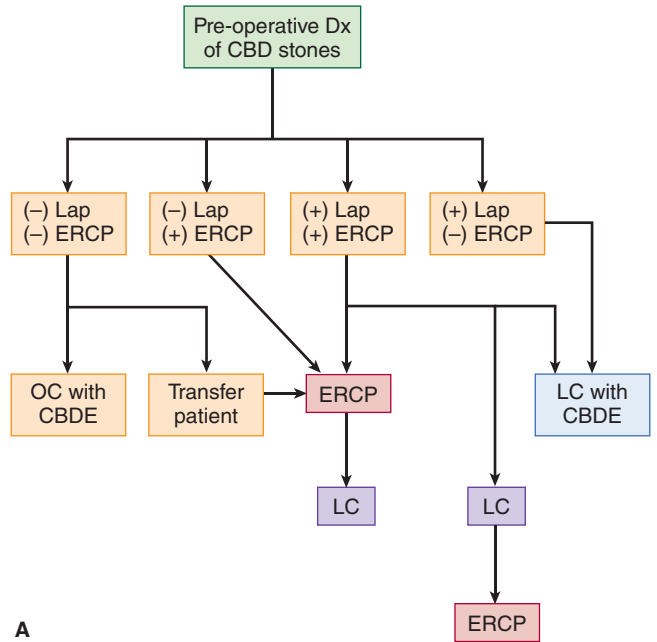 Pre-operative Dx
of CBD stones
(–) Lap
(–) ERCP
(–) Lap
(+) ERCP
(+) Lap
(+) ERCP
(+) Lap
(–) ERCP
OC with
CBDE
Transfer
patient
ERCP
LC with
CBDE
LC
LC
ERCP
A